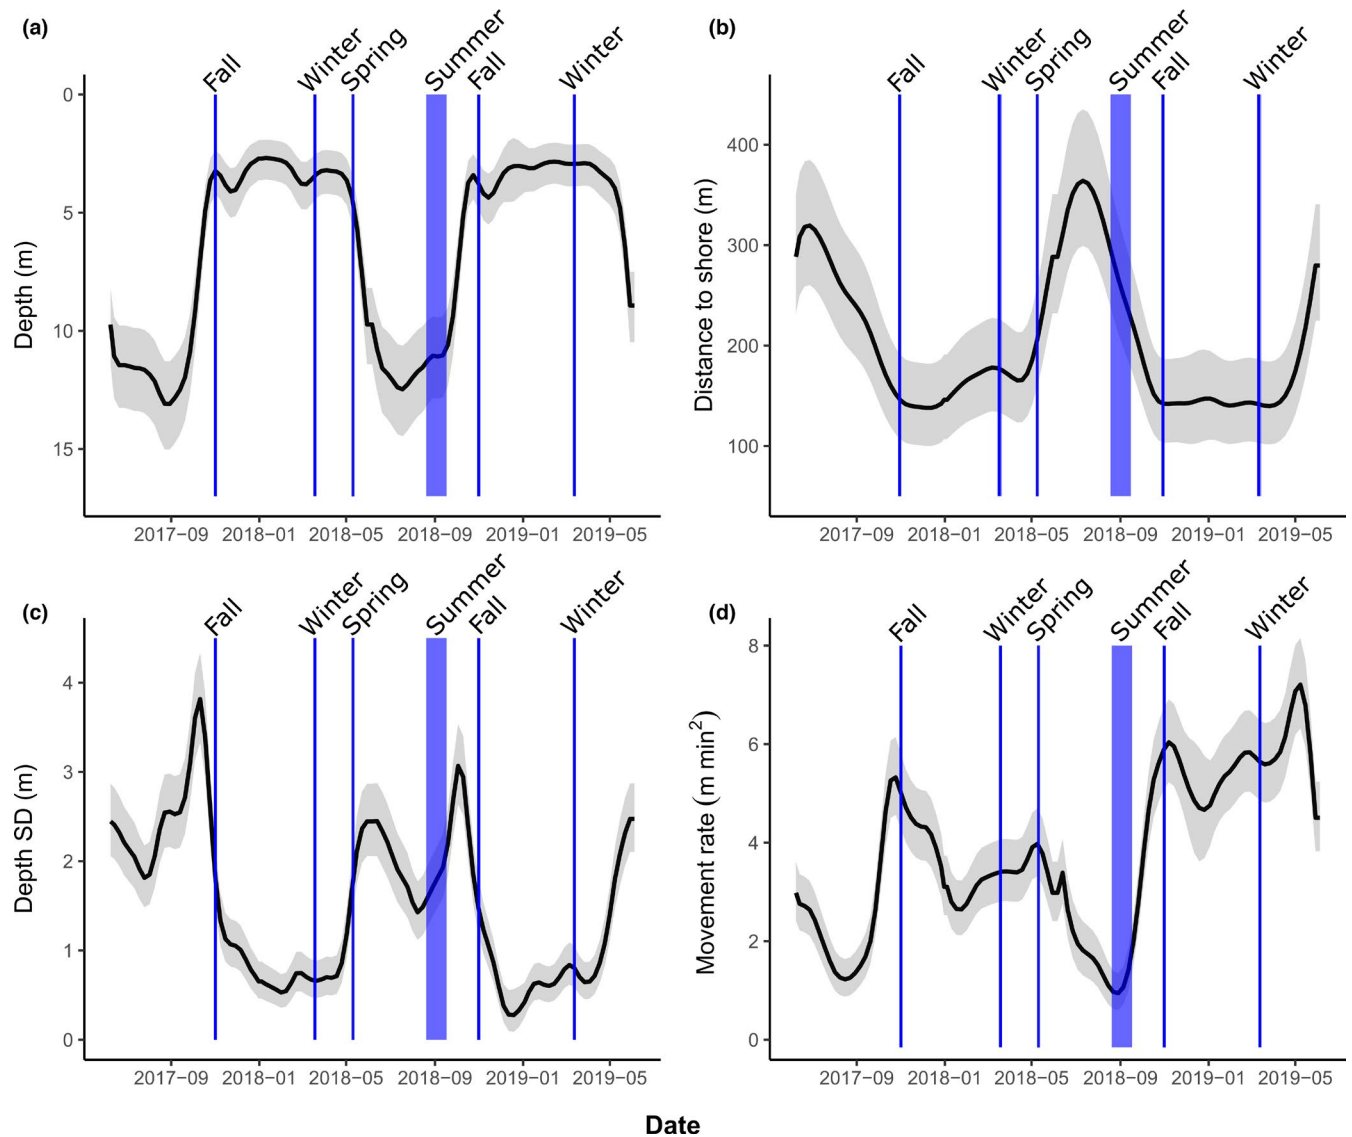 (a)
Fall
Winter
Spring
Summer
Fall
Winter
0
5
10
15
Depth (m)
2017−09 2018−01 2018−05 2018−09 2019−01 2019−05
(b)
Fall
Winter
Spring
Summer
Fall
Winter
400
300
200
100
Distance to shore (m)
2017−09 2018−01 2018−05 2018−09 2019−01 2019−05
(c)
Fall
Winter
Spring
Summer
Fall
Winter
4
3
2
1
0
Depth SD (m)
2017−09 2018−01 2018−05 2018−09 2019−01 2019−05
(d)
Fall
Winter
Spring
Summer
Fall
Winter
8
6
4
2
0
Movement rate (m min²)
2017−09 2018−01 2018−05 2018−09 2019−01 2019−05
Date